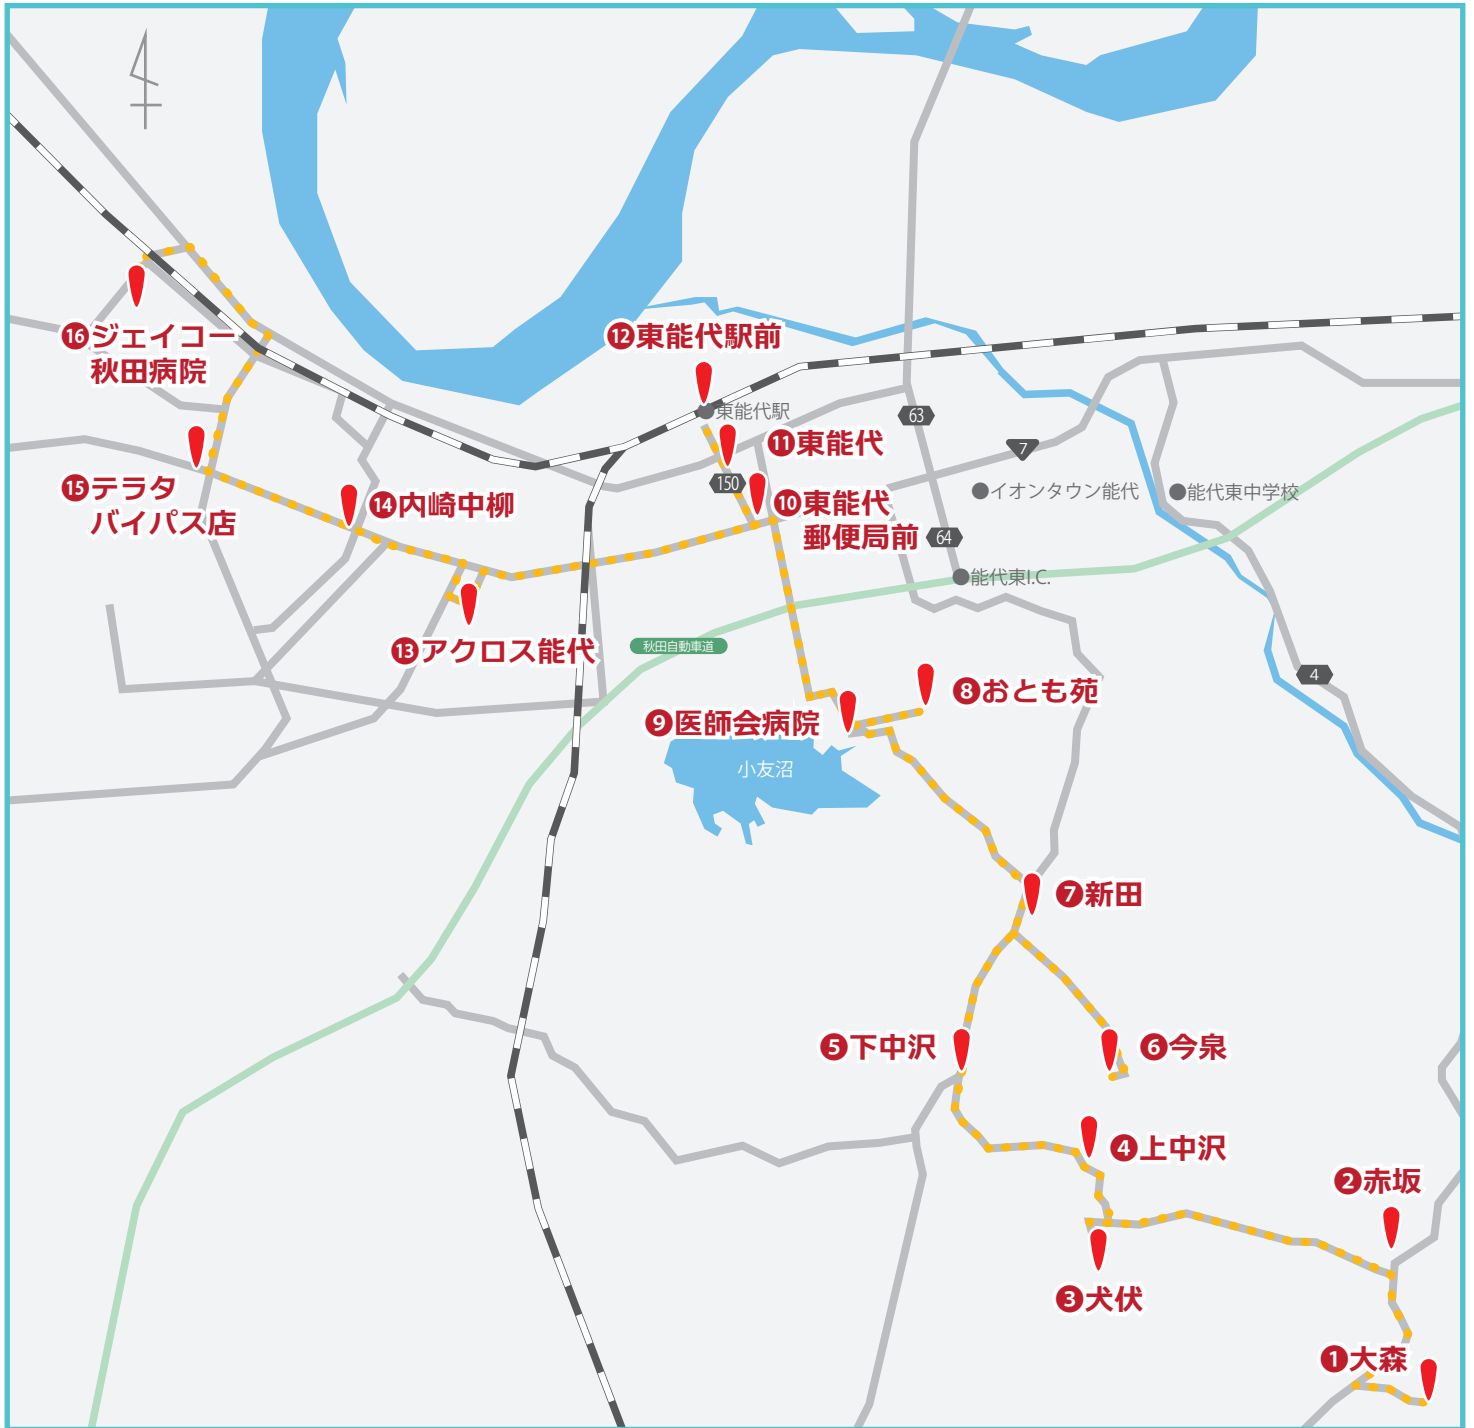 ⑯ジェイコー
秋田病院
⑫東能代駅前
東能代駅
63
⑪東能代
7
150
⑮テラタ
バイパス店
⑭内崎中柳
⑩東能代
郵便局前
イオンタウン能代
能代東中学校
64
能代東I.C.
⑬アクロス能代
秋田自動車道
4
⑧おとも苑
⑨医師会病院
小友沼
⑦新田
⑤下中沢
⑥今泉
④上中沢
②赤坂
③犬伏
①大森